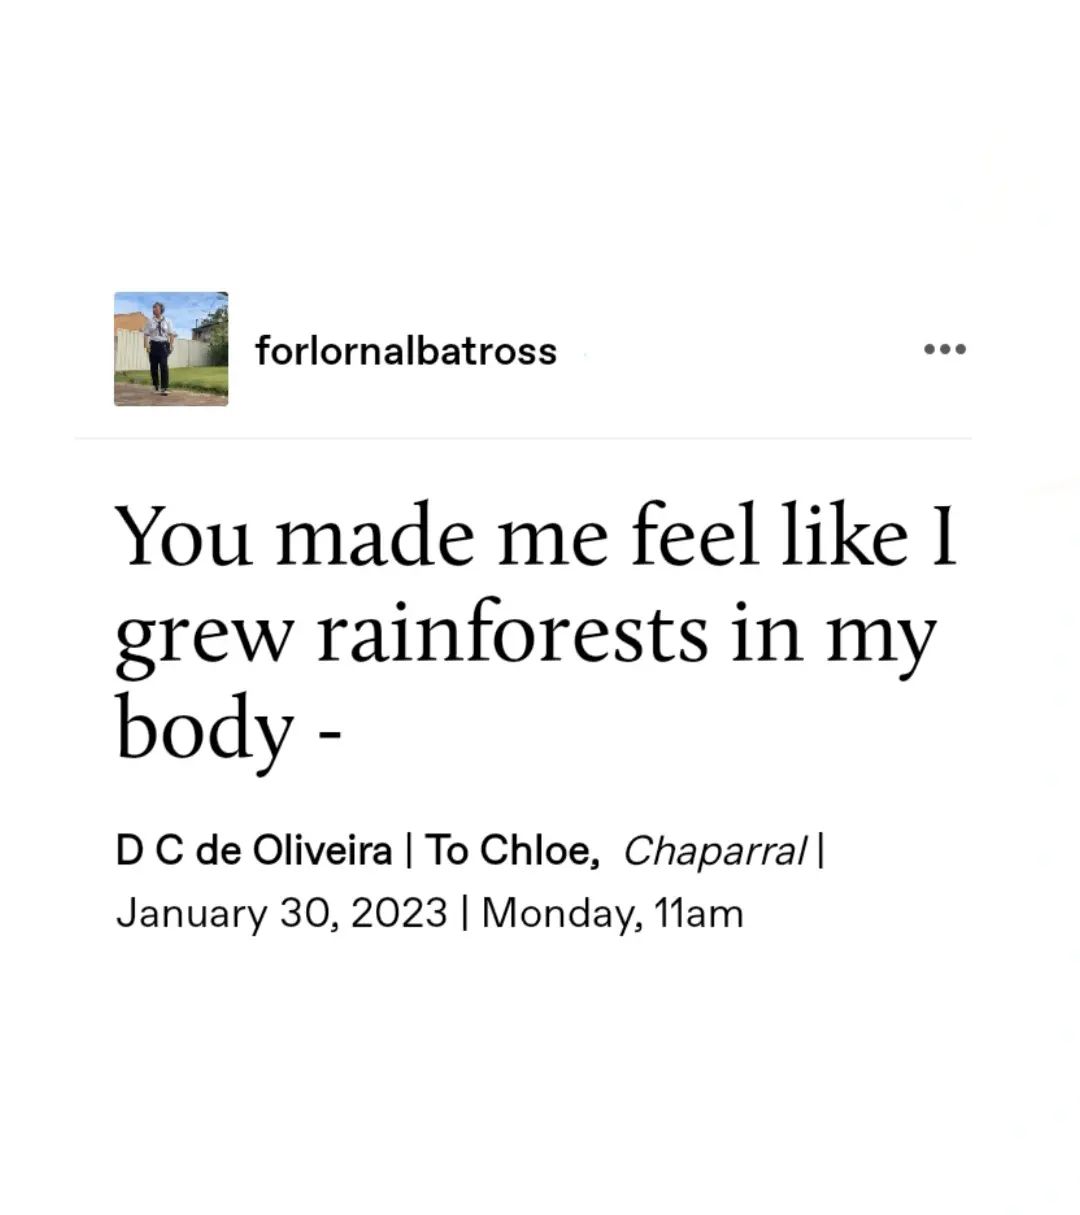 forlornalbatross
You made me feel like I
grew rainforests in my
body -
D C de Oliveira | To Chloe, Chaparral |
January 30, 2023 | Monday, 11am